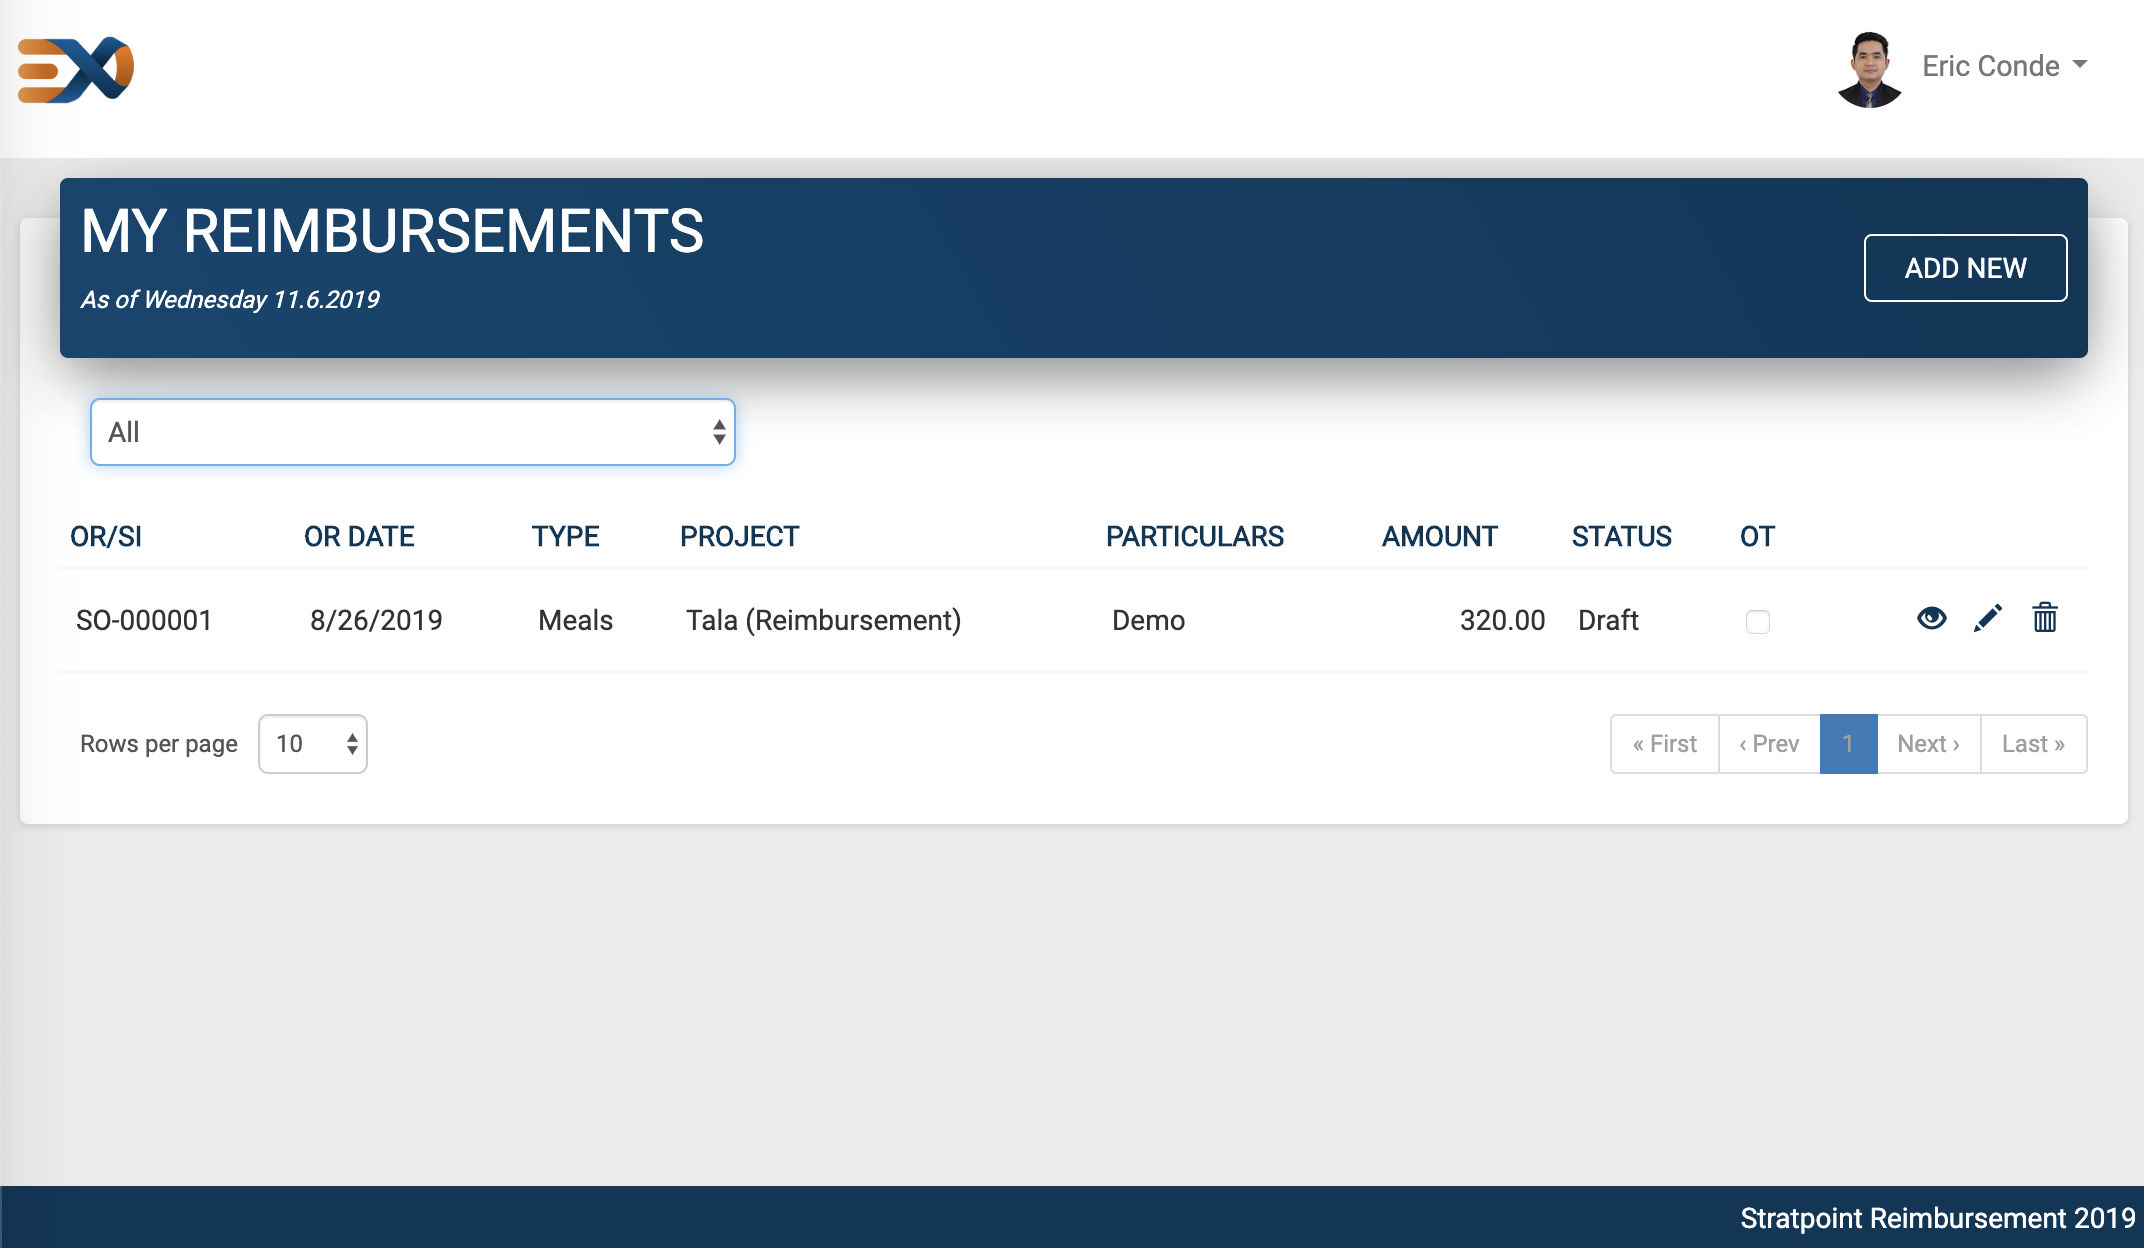 EX
Eric Conde
MY REIMBURSEMENTS
ADD NEW
As of Wednesday 11.6.2019
All
OR/SI OR DATE TYPE PROJECT PARTICULARS AMOUNT STATUS OT
SO-000001 8/26/2019 Meals Tala (Reimbursement) Demo 320.00 Draft
Rows per page 10 « First ‹ Prev 1 Next › Last »
Stratpoint Reimbursement 2019